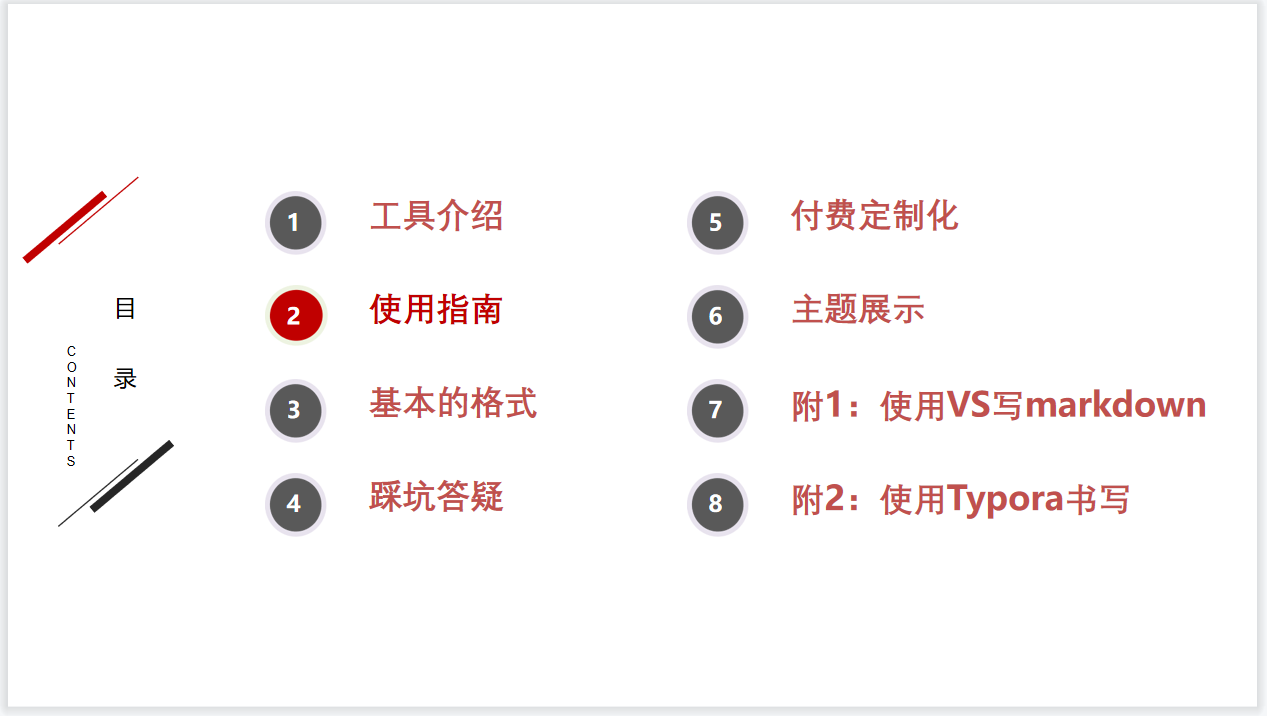 目
录
CONTENTS
1 工具介绍
2 使用指南
3 基本的格式
4 踩坑答疑
5 付费定制化
6 主题展示
7 附1：使用VS写markdown
8 附2：使用Typora书写